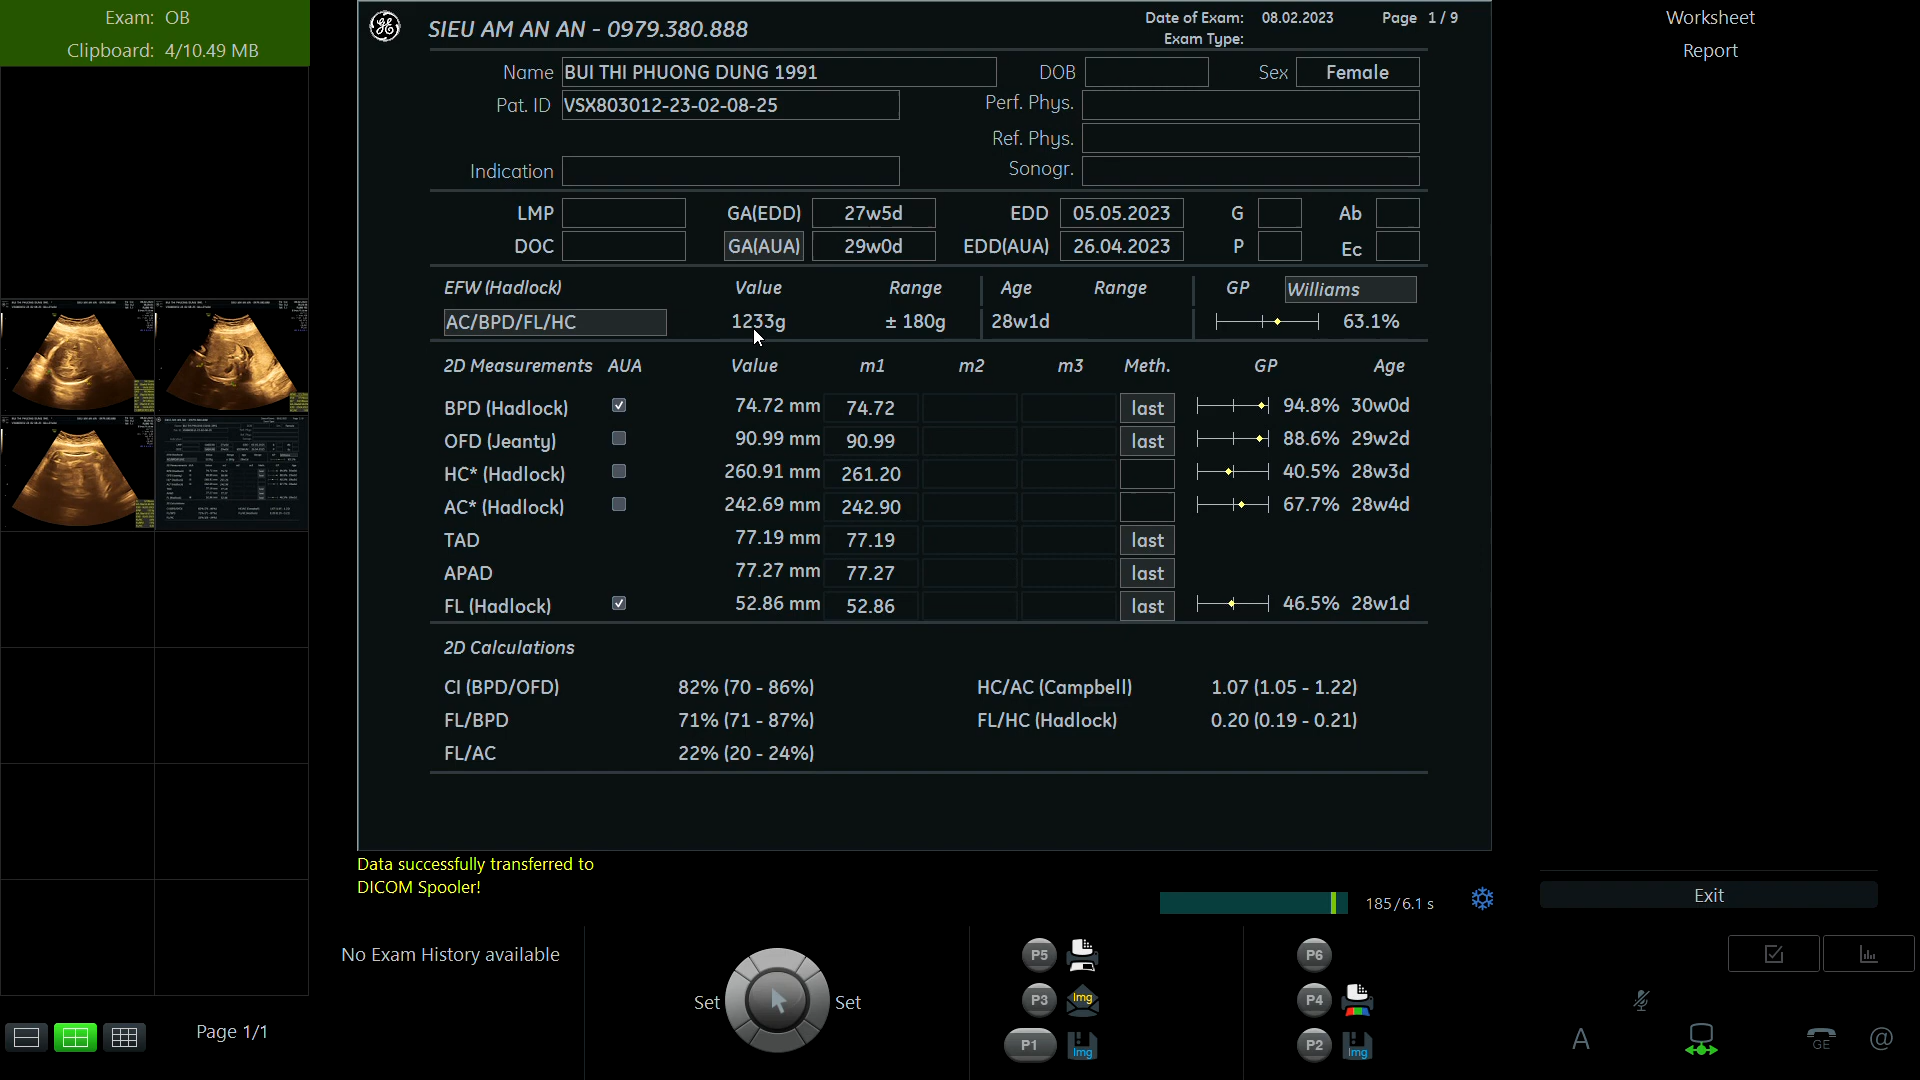 Exam: OB
Clipboard: 4/10.49 MB
SIEU AM AN AN - 0979.380.888
Date of Exam: 08.02.2023 Page 1 / 9
Exam Type:
Worksheet
Report
Name BUI THI PHUONG DUNG 1991 DOB Sex Female
Pat. ID VSX803012-23-02-08-25 Perf. Phys.
Ref. Phys.
Indication Sonogr.
LMP GA(EDD) 27w5d EDD 05.05.2023 G Ab
DOC GA(AUA) 29w0d EDD(AUA) 26.04.2023 P Ec
EFW (Hadlock) Value Range Age Range GP Williams
AC/BPD/FL/HC 1233g ± 180g 28w1d 63.1%
2D Measurements AUA Value m1 m2 m3 Meth. GP Age
BPD (Hadlock) 74.72 mm 74.72 last 94.8% 30w0d
OFD (Jeanty) 90.99 mm 90.99 last 88.6% 29w2d
HC* (Hadlock) 260.91 mm 261.20 40.5% 28w3d
AC* (Hadlock) 242.69 mm 242.90 67.7% 28w4d
TAD 77.19 mm 77.19 last
APAD 77.27 mm 77.27 last
FL (Hadlock) 52.86 mm 52.86 last 46.5% 28w1d
2D Calculations
CI (BPD/OFD) 82% (70 - 86%) HC/AC (Campbell) 1.07 (1.05 - 1.22)
FL/BPD 71% (71 - 87%) FL/HC (Hadlock) 0.20 (0.19 - 0.21)
FL/AC 22% (20 - 24%)
Data successfully transferred to
DICOM Spooler!
185/6.1 s
Exit
No Exam History available
Set Set
P5 P6
P3 Img P4
P1 Img P2 Img
Page 1/1
A GE @